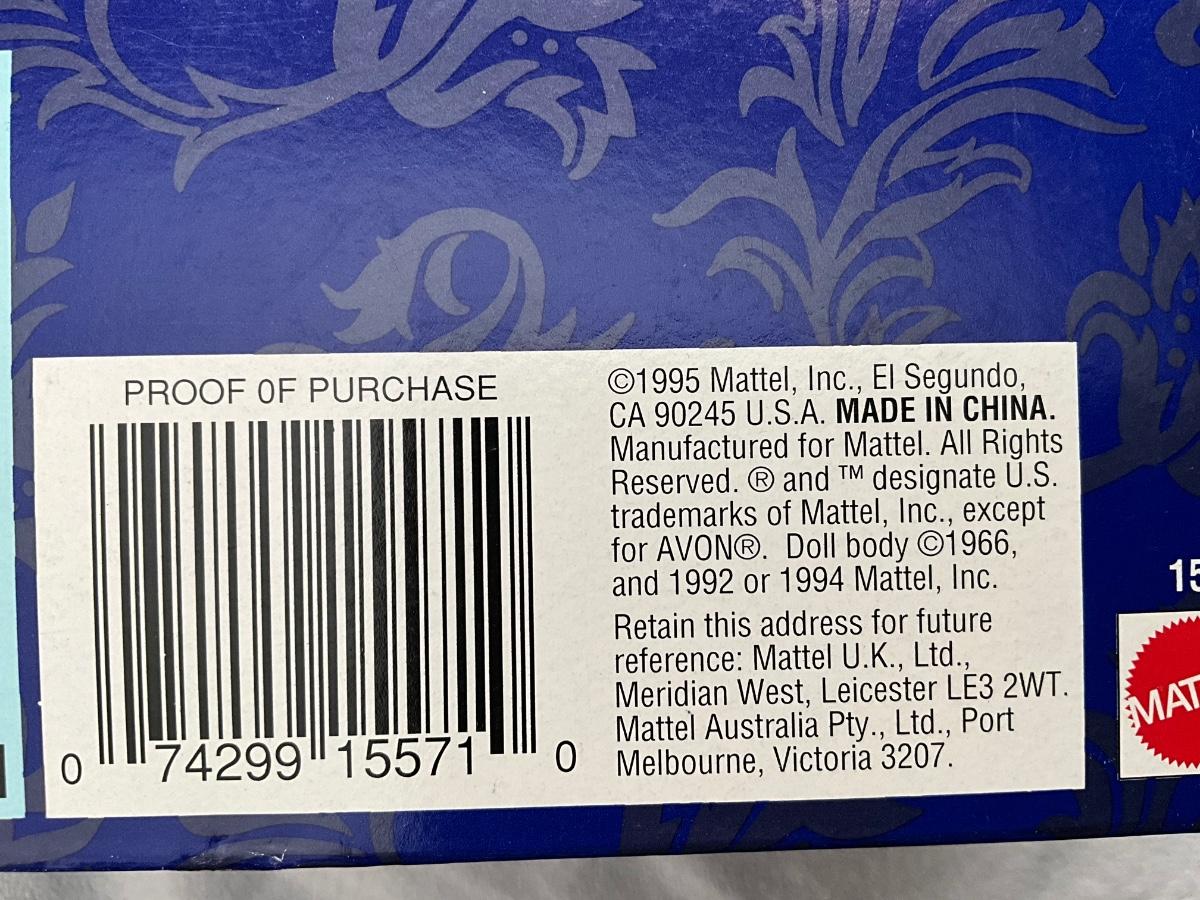 PROOF 0F PURCHASE
0 74299 15571 0
©1995 Mattel, Inc., El Segundo,
CA 90245 U.S.A. MADE IN CHINA.
Manufactured for Mattel. All Rights
Reserved. ® and ™ designate U.S.
trademarks of Mattel, Inc., except
for AVON®. Doll body ©1966,
and 1992 or 1994 Mattel, Inc.
Retain this address for future
reference: Mattel U.K., Ltd.,
Meridian West, Leicester LE3 2WT.
Mattel Australia Pty., Ltd., Port
Melbourne, Victoria 3207.
15
MAT